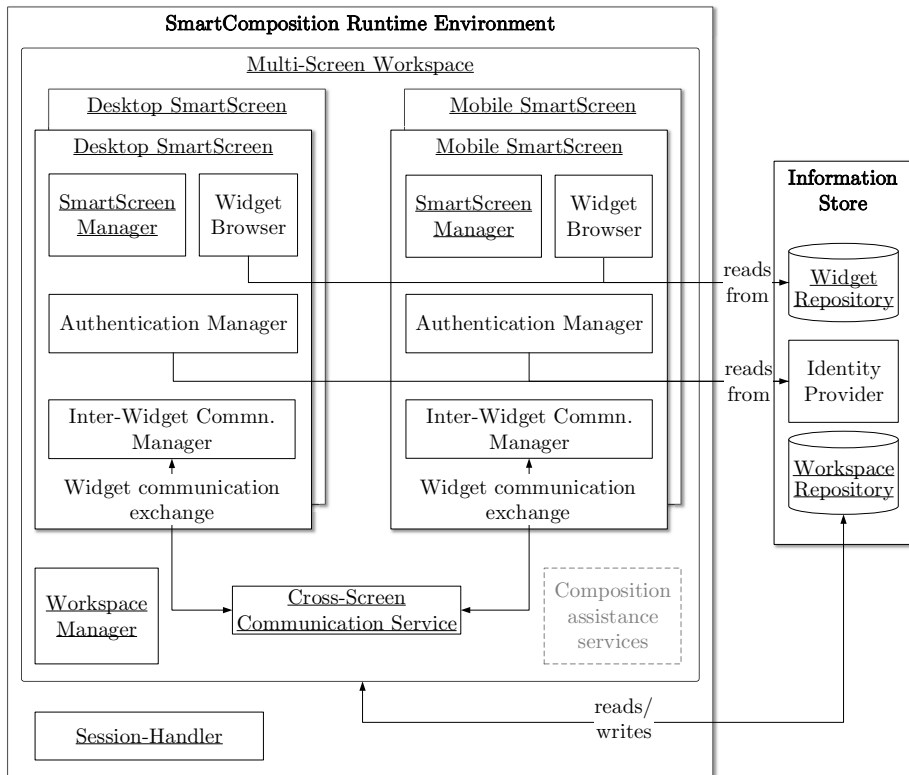 SmartComposition Runtime Environment
Multi-Screen Workspace
Desktop SmartScreen
Desktop SmartScreen
SmartScreen
Manager
Widget
Browser
Authentication Manager
Inter-Widget Commn.
Manager
Widget communication
exchange
Mobile SmartScreen
Mobile SmartScreen
SmartScreen
Manager
Widget
Browser
Authentication Manager
Inter-Widget Commn.
Manager
Widget communication
exchange
Workspace
Manager
Cross-Screen
Communication Service
Composition
assistance
services
Session-Handler
reads
from
reads
from
reads/
writes
Information
Store
Widget
Repository
Identity
Provider
Workspace
Repository